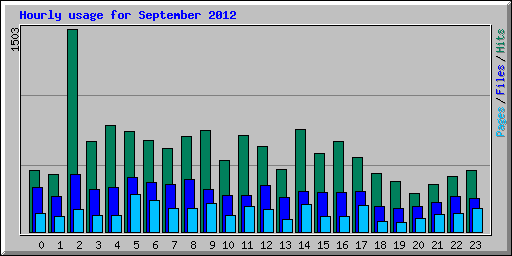 Hourly usage for September 2012
1503
Pages / Files / Hits
0 1 2 3 4 5 6 7 8 9 10 11 12 13 14 15 16 17 18 19 20 21 22 23